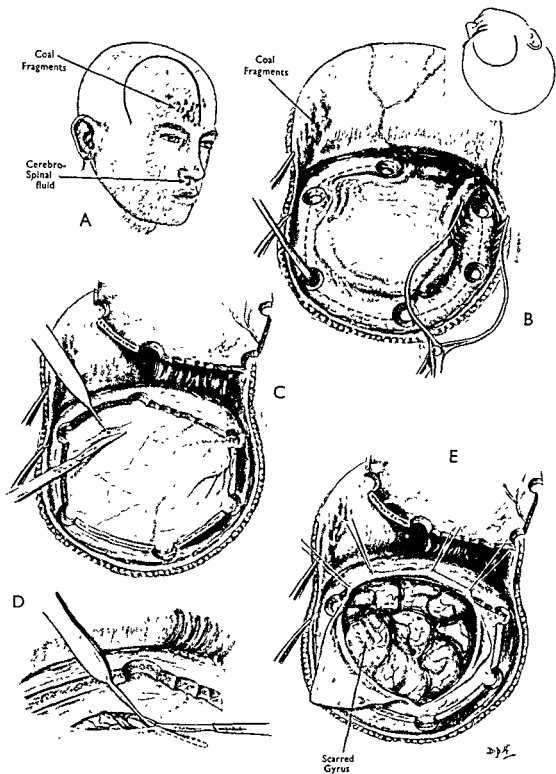 Coal
Fragments
Cerebro-
Spinal
fluid
A
Coal
Fragments
B
C
D
E
Scarred
Gyrus